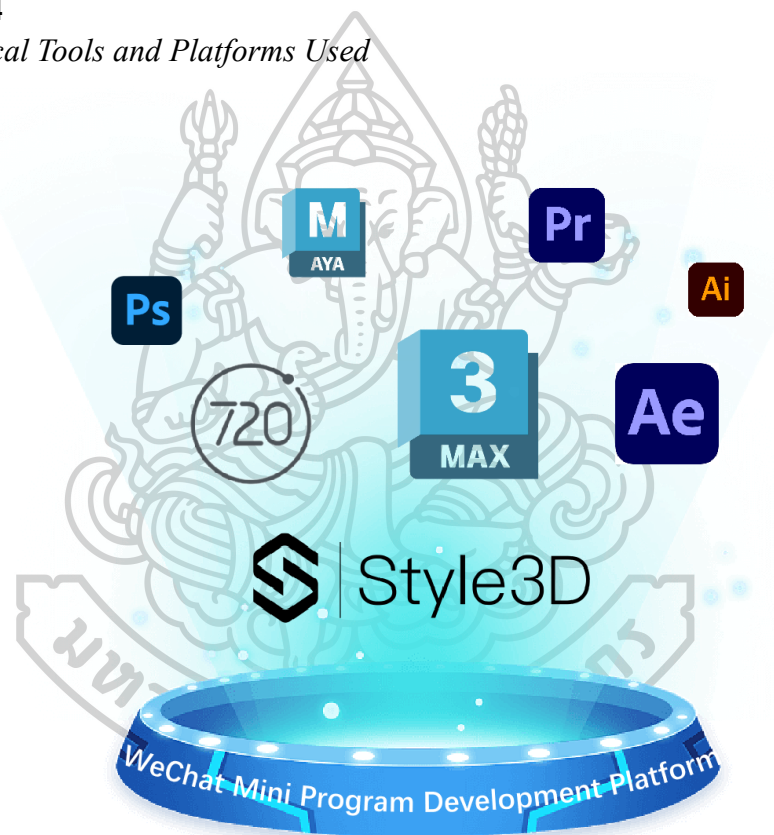 cal Tools and Platforms Used
M
AYA
Pr
Ai
Ps
3
MAX
720
Ae
S Style3D
WeChat Mini Program Development Platform